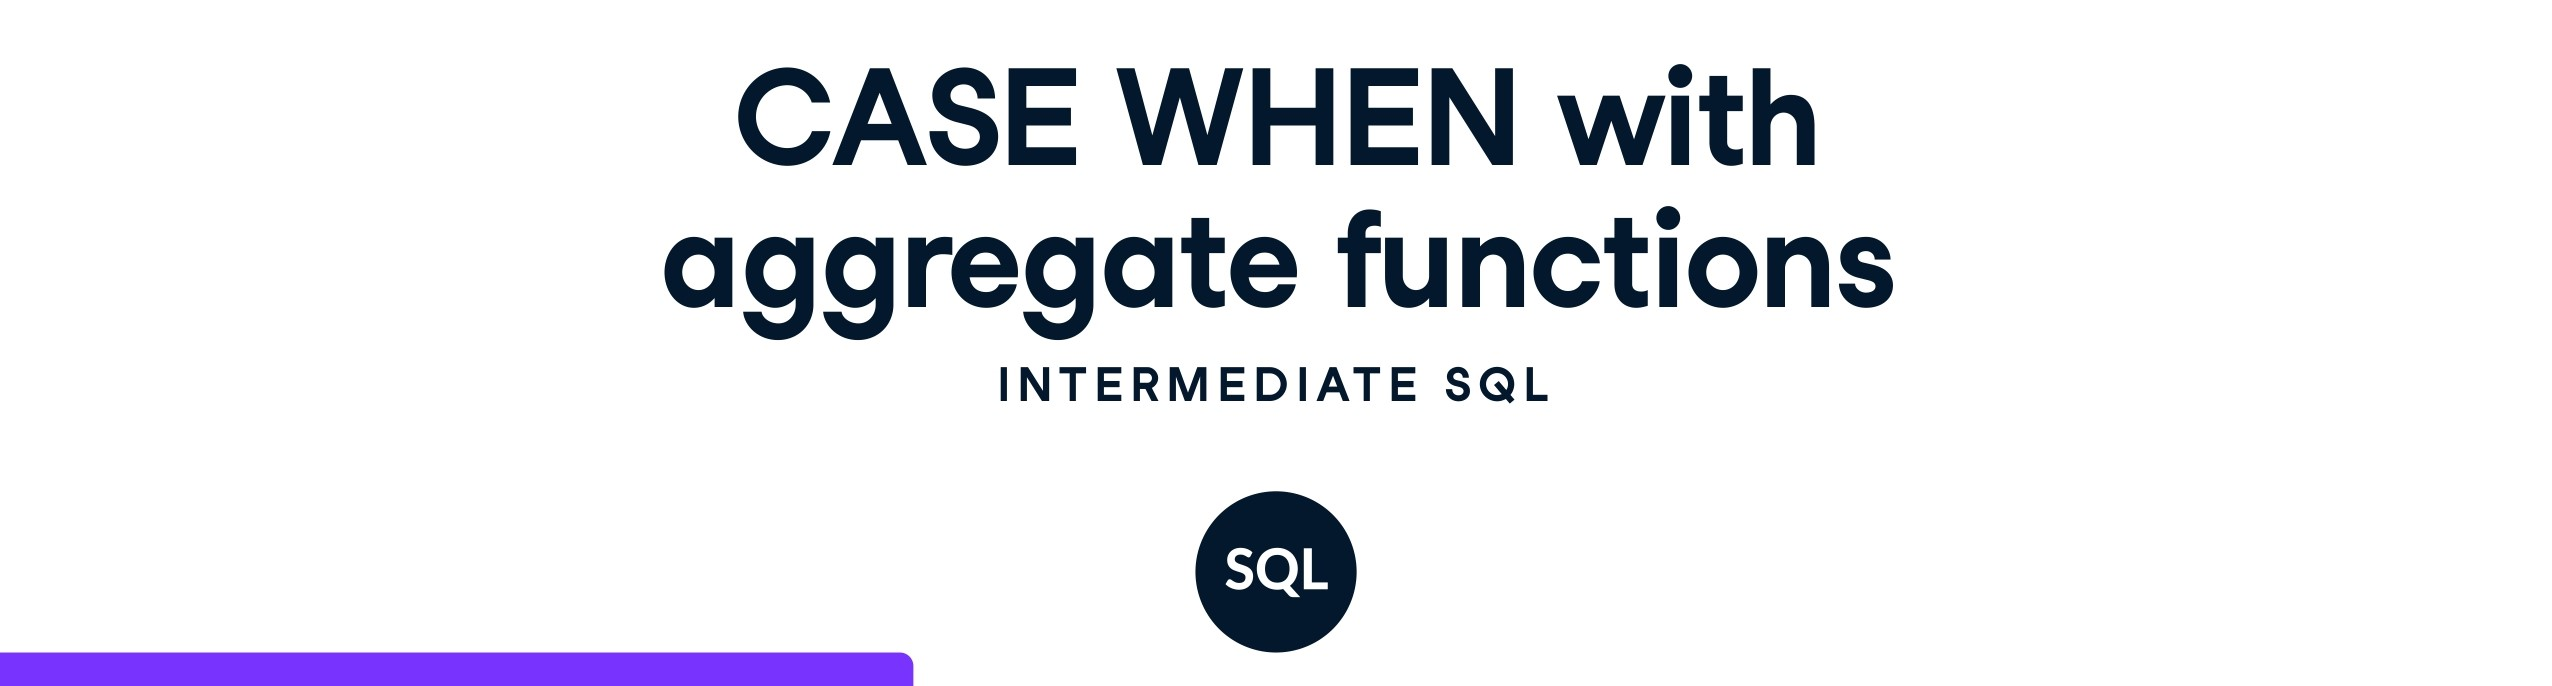 CASE WHEN with
aggregate functions
INTERMEDIATE SQL
SQL